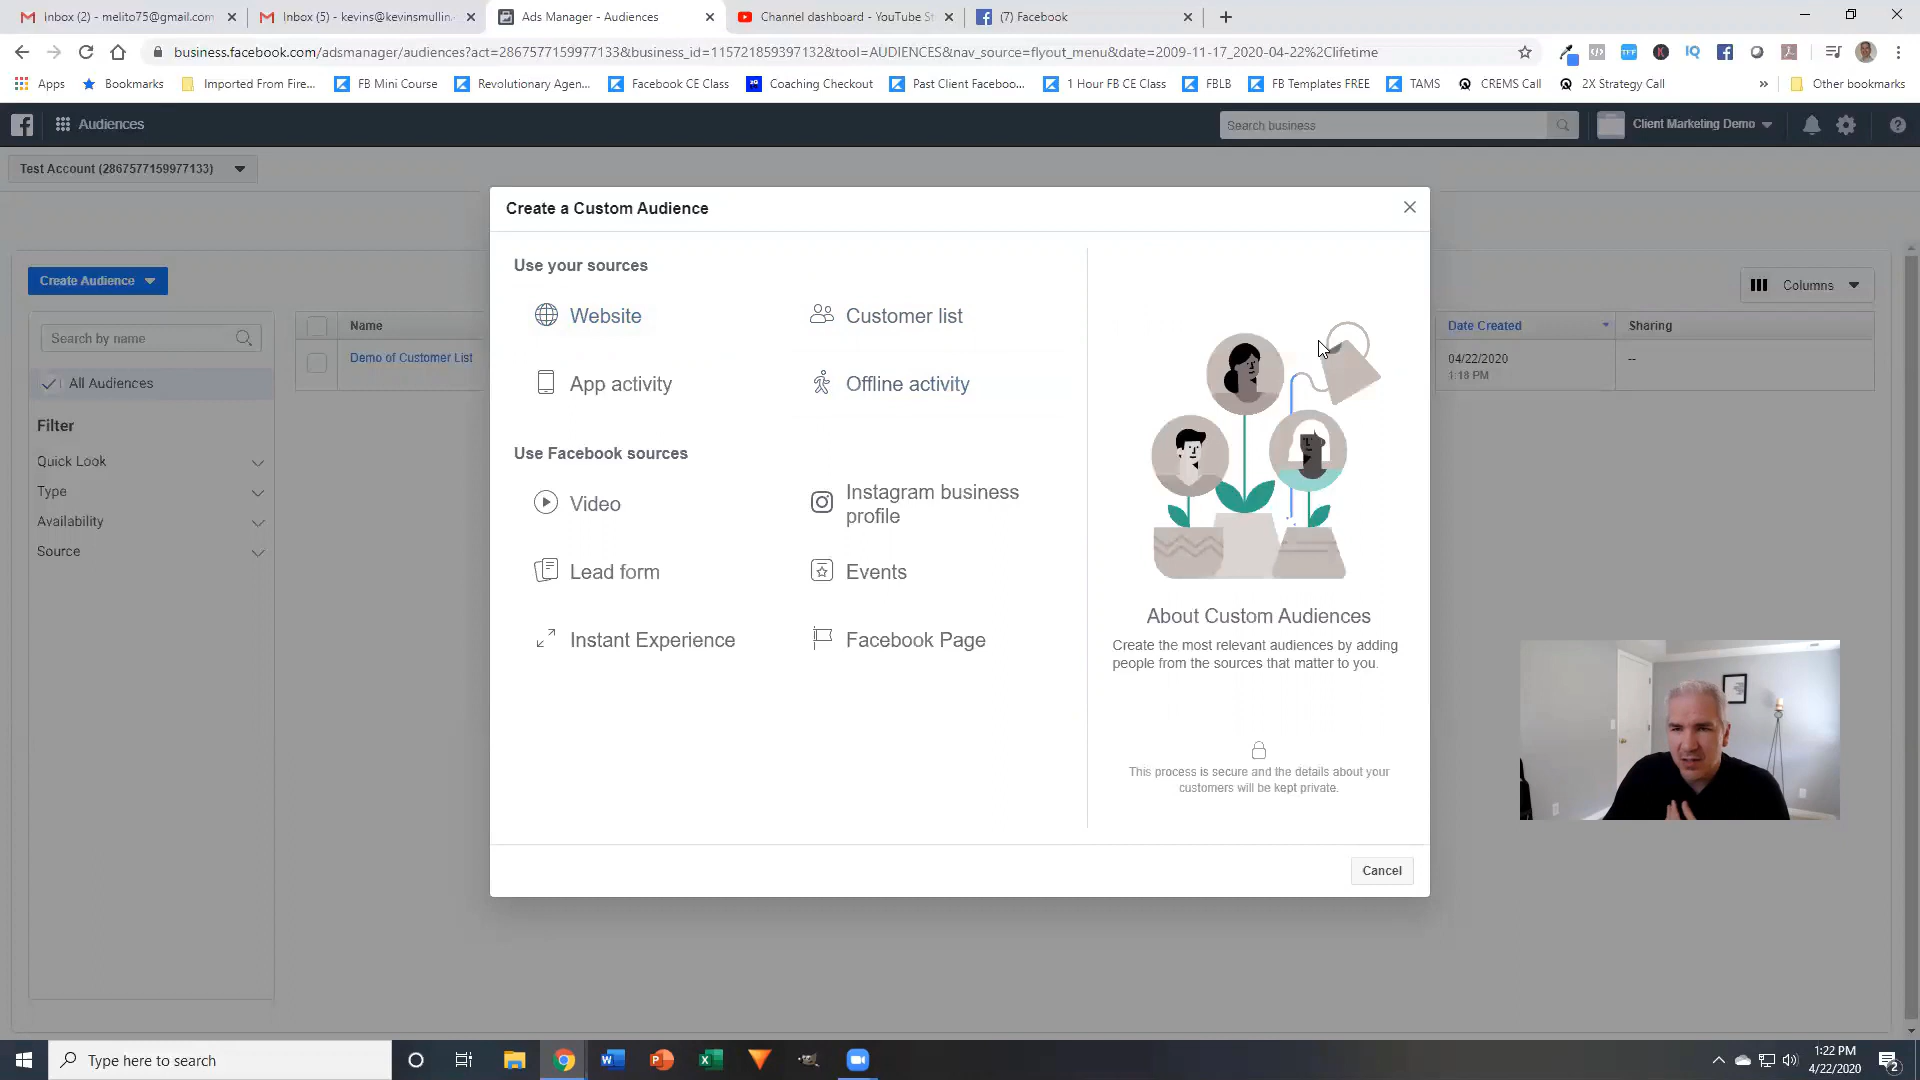 Inbox (2) - melito75@gmail.com
Inbox (5) - kevins@kevinsmullin.
Ads Manager - Audiences
Channel dashboard - YouTube St
(7) Facebook
business.facebook.com/adsmanager/audiences?act=2867577159977133&business_id=115721859397132&tool=AUDIENCES&nav_source=flyout_menu&date=2009-11-17_2020-04-22%2Clifetime
Apps
Bookmarks
Imported From Fire...
FB Mini Course
Revolutionary Agen...
Facebook CE Class
Coaching Checkout
Past Client Faceboo...
1 Hour FB CE Class
FBLB
FB Templates FREE
TAMS
CREMS Call
2X Strategy Call
»
Other bookmarks
Audiences
Search business
Client Marketing Demo
Test Account (2867577159977133)
Create a Custom Audience
Create Audience
Columns
Search by name
All Audiences
Filter
Quick Look
Type
Availability
Source
Name
Demo of Customer List
Date Created
Sharing
04/22/2020
1:18 PM
--
Use your sources
Website
Customer list
App activity
Offline activity
Use Facebook sources
Video
Instagram business
profile
Lead form
Events
Instant Experience
Facebook Page
About Custom Audiences
Create the most relevant audiences by adding
people from the sources that matter to you.
This process is secure and the details about your
customers will be kept private.
Cancel
Type here to search
1:22 PM
4/22/2020
2